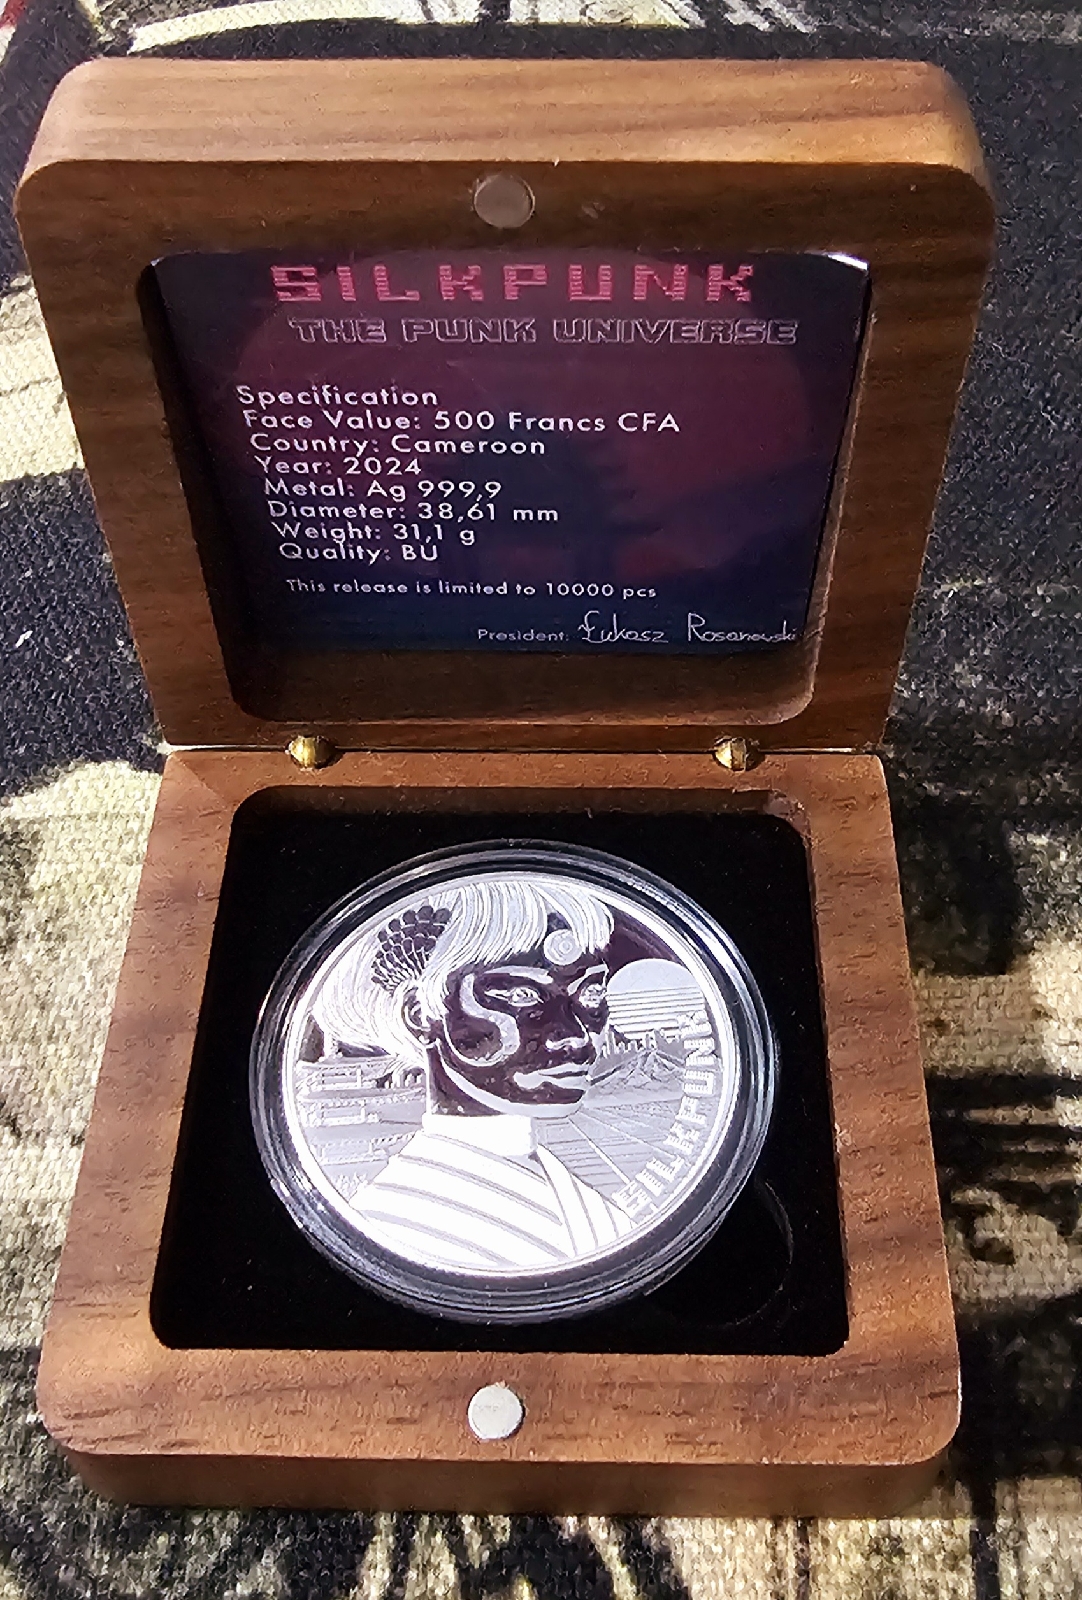 SILKPUNK
THE PUNK UNIVERSE
Specification
Face Value: 500 Francs CFA
Country: Cameroon
Year: 2024
Metal: Ag 999,9
Diameter: 38,61 mm
Weight: 31,1 g
Quality: BU
This release is limited to 10000 pcs
President: Łukasz Rosanowski
SILKPUNK